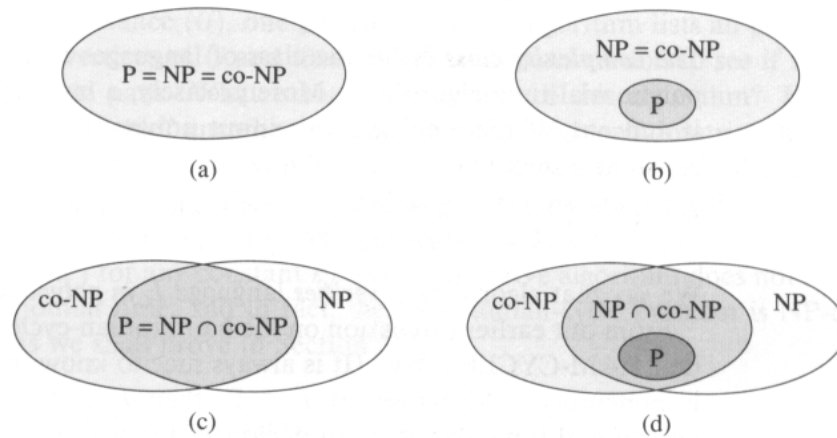 P = NP = co-NP
(a)
NP = co-NP
P
(b)
co-NP
P = NP ∩ co-NP
NP
(c)
co-NP
NP ∩ co-NP
NP
P
(d)